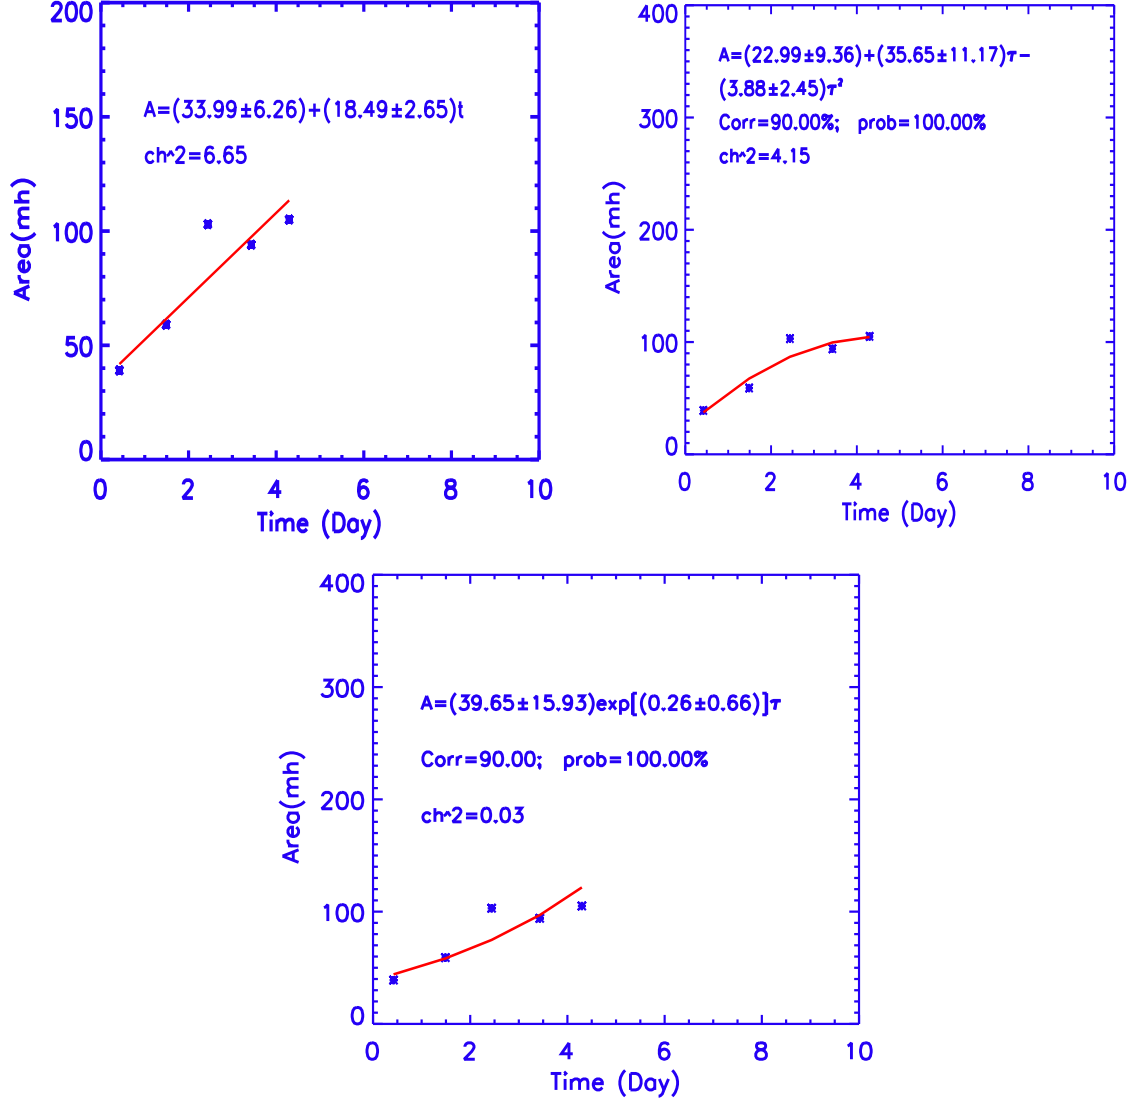 200
150
100
50
0
A=(33.99±6.26)+(18.49±2.65)t
ch^2=6.65
Area(mh)
0 2 4 6 8 10
Time (Day)
400
300
200
100
0
A=(22.99±9.36)+(35.65±11.17)τ−
(3.88±2.45)τ²
Corr=90.00%; prob=100.00%
ch^2=4.15
Area(mh)
0 2 4 6 8 10
Time (Day)
400
300
200
100
0
A=(39.65±15.93)exp[(0.26±0.66)]τ
Corr=90.00; prob=100.00%
ch^2=0.03
Area(mh)
0 2 4 6 8 10
Time (Day)